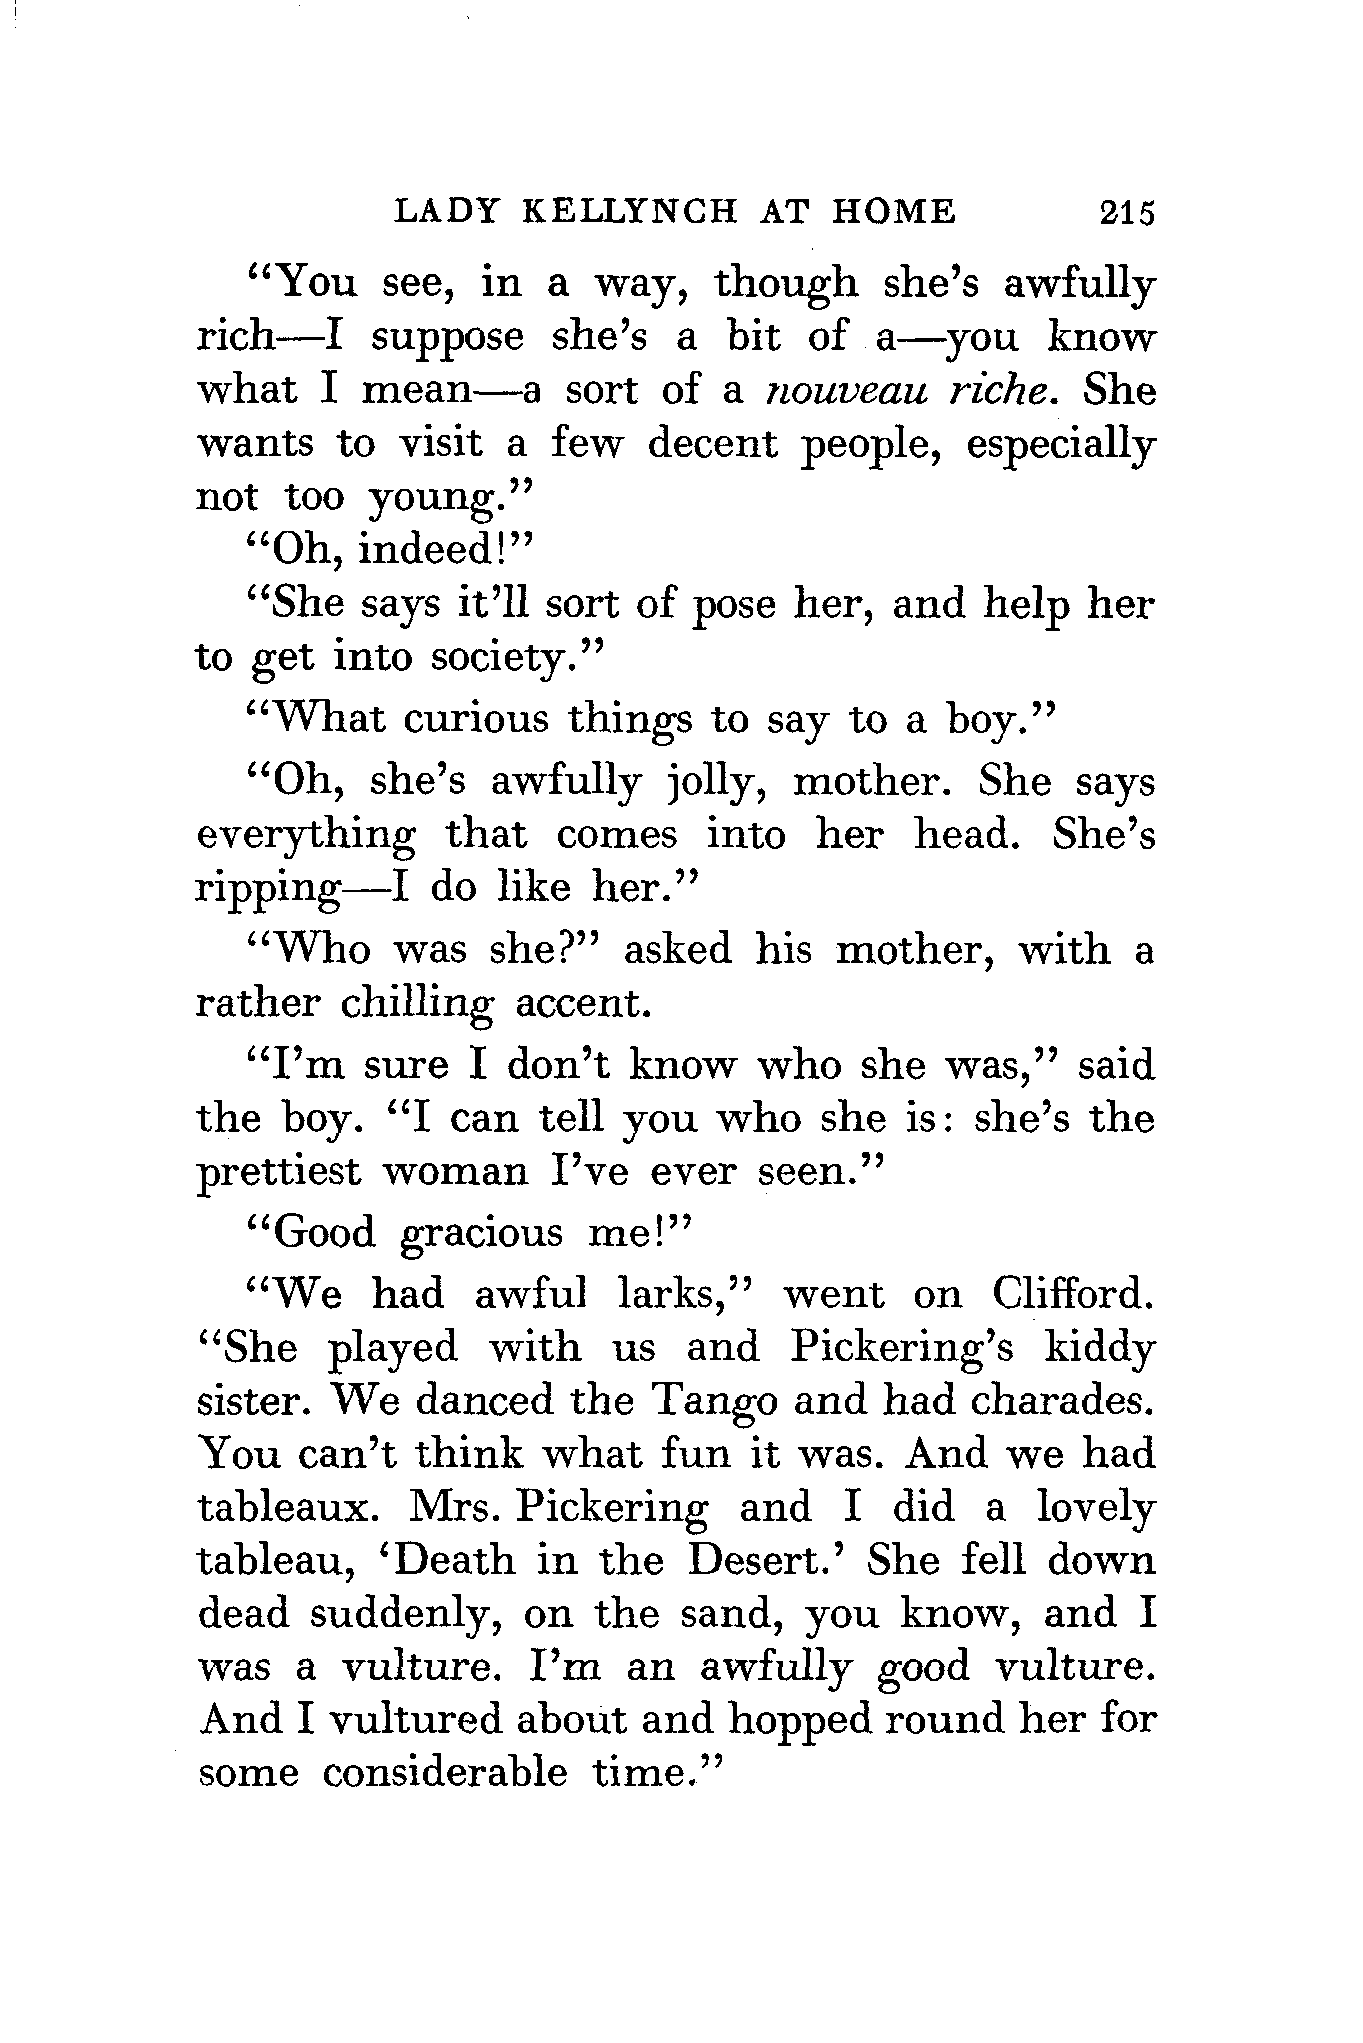 LADY KELLYNCH AT HOME 215
"You see, in a way, though she's awfully
rich—I suppose she's a bit of a—you know
what I mean—a sort of a nouveau riche. She
wants to visit a few decent people, especially
not too young."
"Oh, indeed!"
"She says it'll sort of pose her, and help her
to get into society."
"What curious things to say to a boy."
"Oh, she's awfully jolly, mother. She says
everything that comes into her head. She's
ripping—I do like her."
"Who was she?" asked his mother, with a
rather chilling accent.
"I'm sure I don't know who she was," said
the boy. "I can tell you who she is: she's the
prettiest woman I've ever seen."
"Good gracious me!"
"We had awful larks," went on Clifford.
"She played with us and Pickering's kiddy
sister. We danced the Tango and had charades.
You can't think what fun it was. And we had
tableaux. Mrs. Pickering and I did a lovely
tableau, 'Death in the Desert.' She fell down
dead suddenly, on the sand, you know, and I
was a vulture. I'm an awfully good vulture.
And I vultured about and hopped round her for
some considerable time."